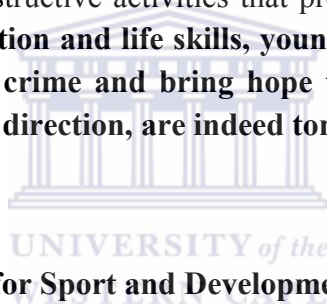 structive activities that pr
tion and life skills, youn
crime and bring hope
direction, are indeed to
UNIVERSITY of the
for Sport and Developme
WESTERN